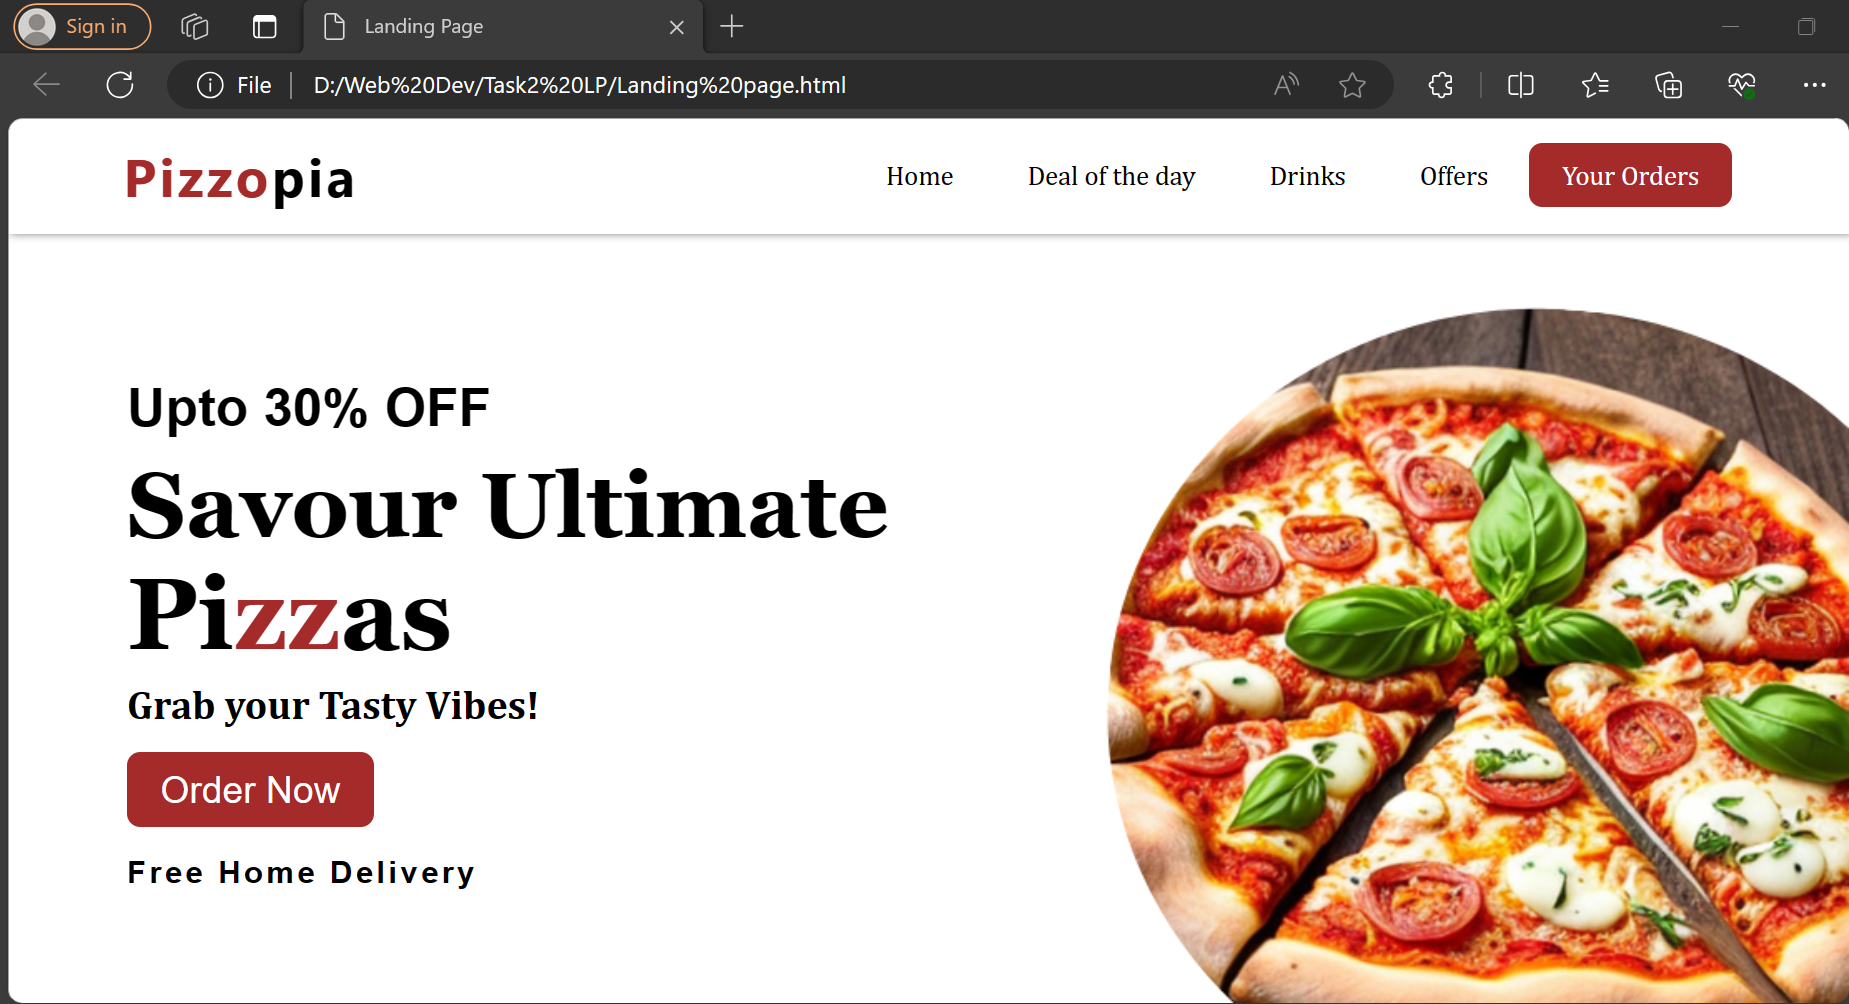 Sign in
Landing Page
File
D:/Web%20Dev/Task2%20LP/Landing%20page.html
Pizzopia
Home
Deal of the day
Drinks
Offers
Your Orders
Upto 30% OFF
Savour Ultimate
Pizzas
Grab your Tasty Vibes!
Order Now
Free Home Delivery